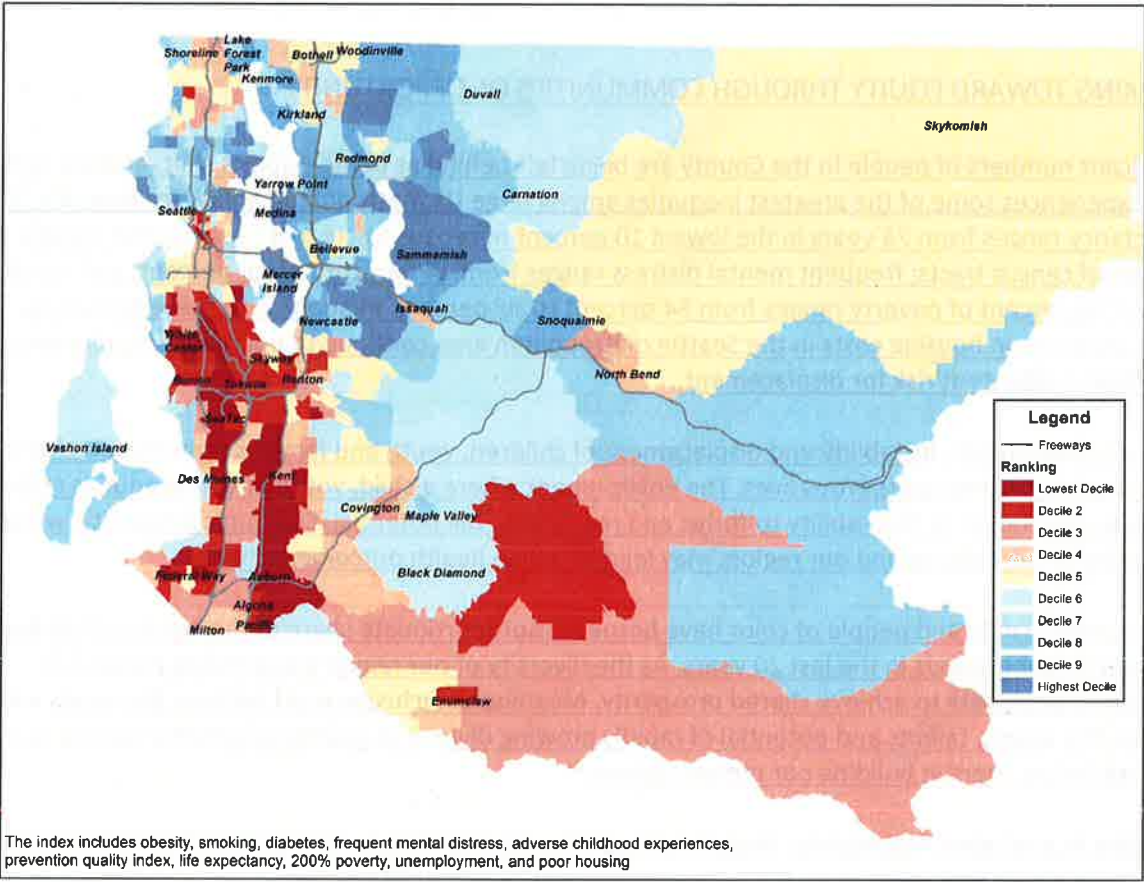 Lake
Shoreline Forest
Park
Bothell Woodinville
Kenmore
Duvall
Kirkland
Skykomish
Redmond
Yarrow Point
Carnation
Seattle
Medina
Bellevue
Sammamish
Mercer
Island
Issaquah
Newcastle
Snoqualmie
White
Center
Skyway
North Bend
Burien Tukwila Renton
SeaTac
Vashon Island
Des Moines
Kent
Covington
Maple Valley
Black Diamond
Federal Way
Auburn
Algona
Pacific
Milton
Enumclaw
Legend
Freeways
Ranking
Lowest Decile
Decile 2
Decile 3
Decile 4
Decile 5
Decile 6
Decile 7
Decile 8
Decile 9
Highest Decile
The index includes obesity, smoking, diabetes, frequent mental distress, adverse childhood experiences,
prevention quality index, life expectancy, 200% poverty, unemployment, and poor housing